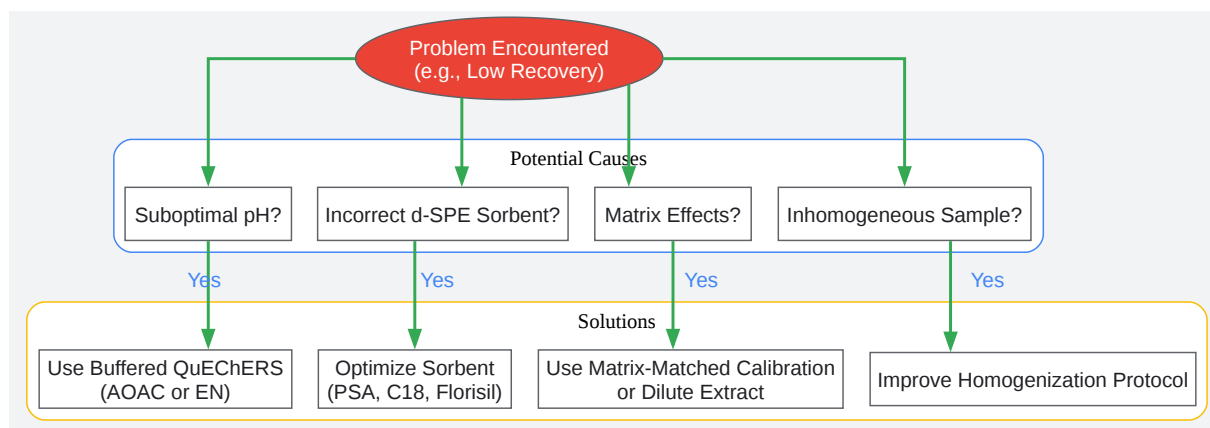 Problem Encountered
(e.g., Low Recovery)
Potential Causes
Suboptimal pH?
Incorrect d-SPE Sorbent?
Matrix Effects?
Inhomogeneous Sample?
Yes
Yes
Yes
Yes
Solutions
Use Buffered QuEChERS
(AOAC or EN)
Optimize Sorbent
(PSA, C18, Florisil)
Use Matrix-Matched Calibration
or Dilute Extract
Improve Homogenization Protocol